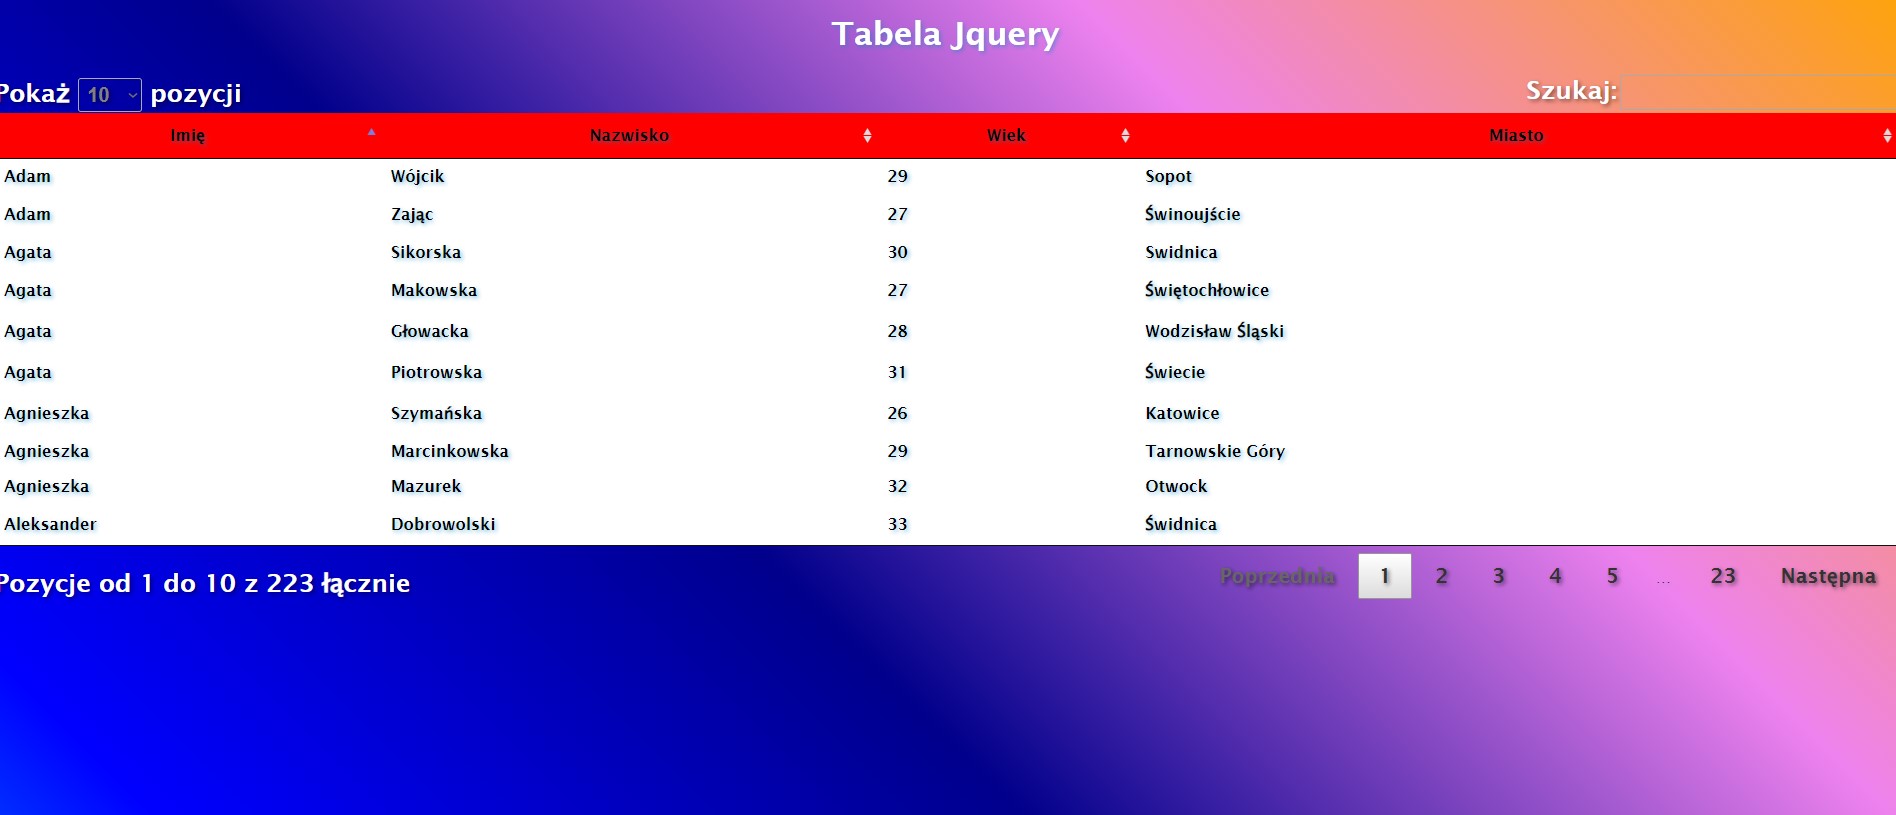 Tabela Jquery
Pokaż 10 pozycji Szukaj:
Imię Nazwisko Wiek Miasto
Adam Wójcik 29 Sopot
Adam Zając 27 Świnoujście
Agata Sikorska 30 Swidnica
Agata Makowska 27 Świętochłowice
Agata Głowacka 28 Wodzisław Śląski
Agata Piotrowska 31 Świecie
Agnieszka Szymańska 26 Katowice
Agnieszka Marcinkowska 29 Tarnowskie Góry
Agnieszka Mazurek 32 Otwock
Aleksander Dobrowolski 33 Świdnica
Pozycje od 1 do 10 z 223 łącznie Poprzednia 1 2 3 4 5 … 23 Następna